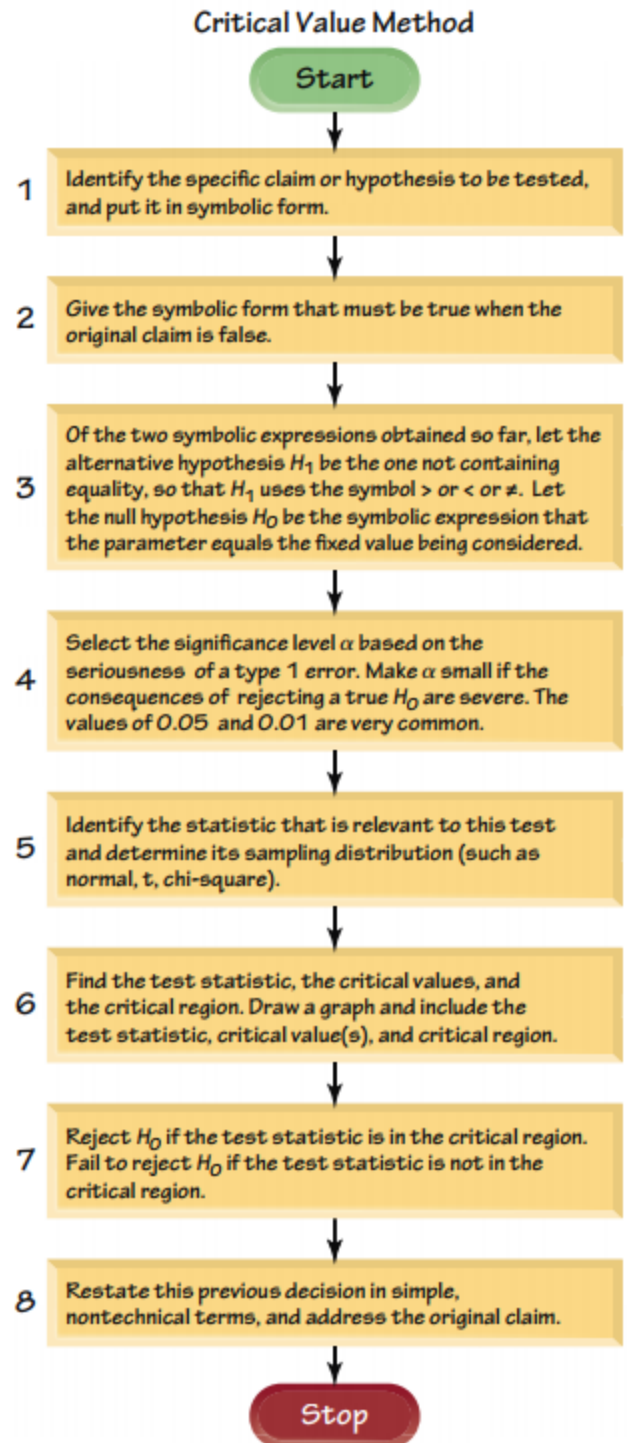 Critical Value Method
Start
1
Identify the specific claim or hypothesis to be tested,
and put it in symbolic form.
2
Give the symbolic form that must be true when the
original claim is false.
3
Of the two symbolic expressions obtained so far, let the
alternative hypothesis H₁ be the one not containing
equality, so that H₁ uses the symbol > or < or ≠. Let
the null hypothesis H₀ be the symbolic expression that
the parameter equals the fixed value being considered.
4
Select the significance level α based on the
seriousness of a type 1 error. Make α small if the
consequences of rejecting a true H₀ are severe. The
values of 0.05 and 0.01 are very common.
5
Identify the statistic that is relevant to this test
and determine its sampling distribution (such as
normal, t, chi-square).
6
Find the test statistic, the critical values, and
the critical region. Draw a graph and include the
test statistic, critical value(s), and critical region.
7
Reject H₀ if the test statistic is in the critical region.
Fail to reject H₀ if the test statistic is not in the
critical region.
8
Restate this previous decision in simple,
nontechnical terms, and address the original claim.
Stop